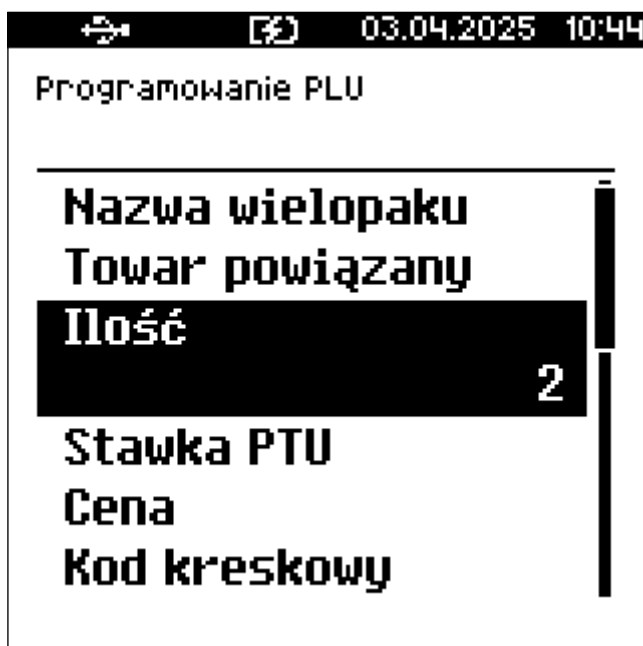 03.04.2025 10:44
Programowanie PLU
Nazwa wielopaku
Towar powiązany
Ilość
2
Stawka PTU
Cena
Kod kreskowy